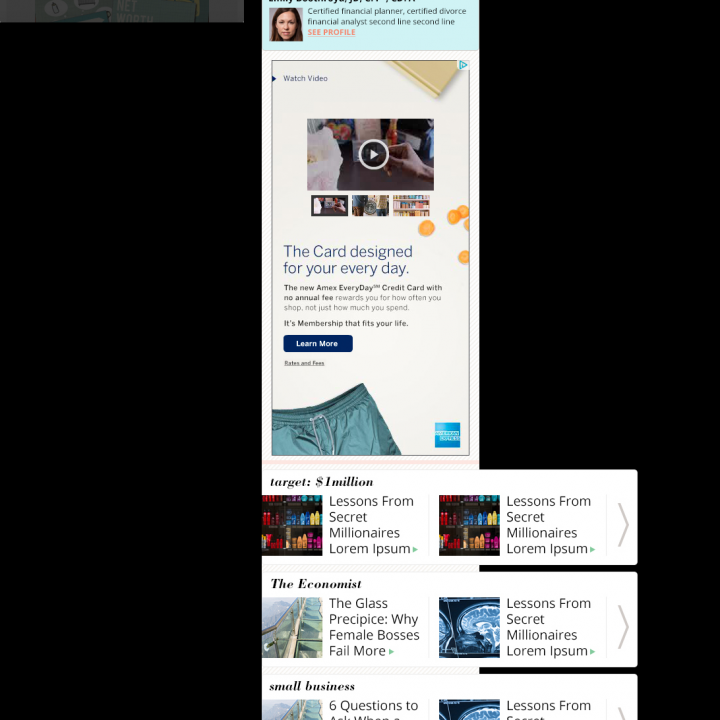 NET
WORTH
Certified financial planner, certified divorce
financial analyst second line second line
SEE PROFILE
Watch Video
The Card designed
for your every day.
The new Amex EveryDay℠ Credit Card with
no annual fee rewards you for how often you
shop, not just how much you spend.
It's Membership that fits your life.
Learn More
Rates and Fees
AMERICAN
EXPRESS
target: $1million
Lessons From
Secret
Millionaires
Lorem Ipsum
Lessons From
Secret
Millionaires
Lorem Ipsum
The Economist
The Glass
Precipice: Why
Female Bosses
Fail More
Lessons From
Secret
Millionaires
Lorem Ipsum
small business
6 Questions to
Ask When a
Lessons From
Secret